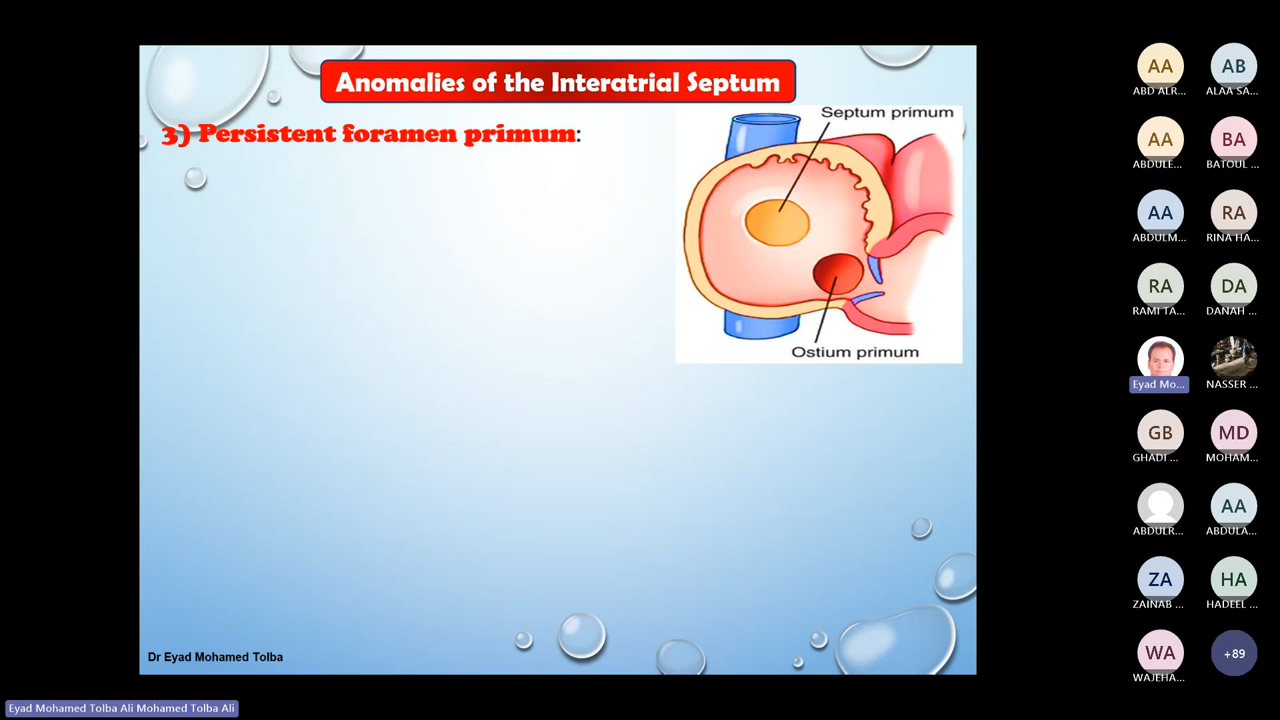 Anomalies of the Interatrial Septum
3) Persistent foramen primum:
Septum primum
Ostium primum
Dr Eyad Mohamed Tolba
Eyad Mohamed Tolba Ali Mohamed Tolba Ali
AA
ABD ALR...
AB
ALAA SA...
AA
ABDULE...
BA
BATOUL ...
AA
ABDULM...
RA
RINA HA...
RA
RAMI TA...
DA
DANAH ...
Eyad Mo...
NASSER ...
GB
GHADI ...
MD
MOHAM...
ABDULR...
AA
ABDULA...
ZA
ZAINAB ...
HA
HADEEL ...
WA
WAJEHA...
+89